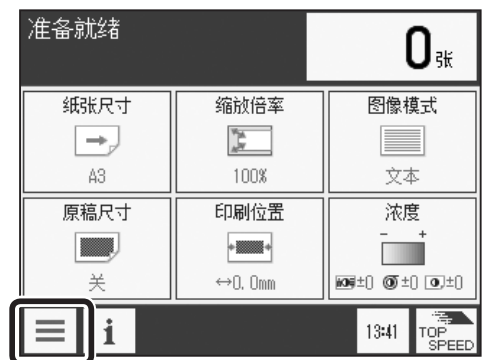 准备就绪
0张
纸张尺寸
缩放倍率
图像模式
A3
100%
文本
原稿尺寸
印刷位置
浓度
- +
关
↔0, 0mm
±0 ±0 ±0
i
13:41
TOP
SPEED